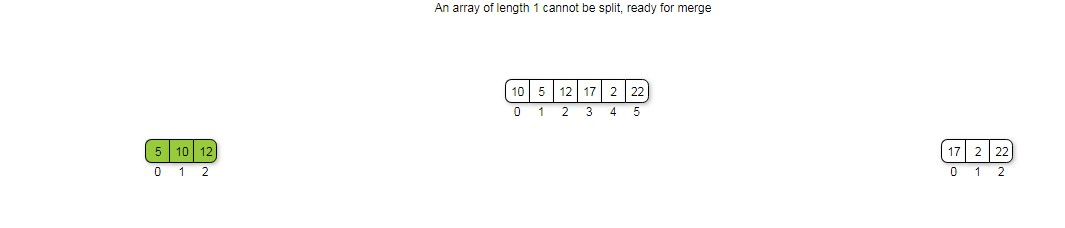 An array of length 1 cannot be split, ready for merge
10 5 12 17 2 22
0 1 2 3 4 5
5 10 12
0 1 2
17 2 22
0 1 2